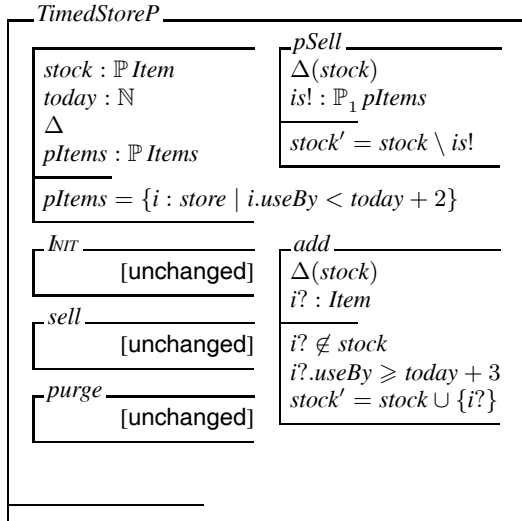 TimedStoreP
stock : ℙ Item
today : ℕ
Δ
pItems : ℙ Items
pItems = {i : store | i.useBy < today + 2}
pSell
Δ(stock)
is! : ℙ₁ pItems
stock′ = stock \ is!
INIT
[unchanged]
sell
[unchanged]
purge
[unchanged]
add
Δ(stock)
i? : Item
i? ∉ stock
i?.useBy ⩾ today + 3
stock′ = stock ∪ {i?}